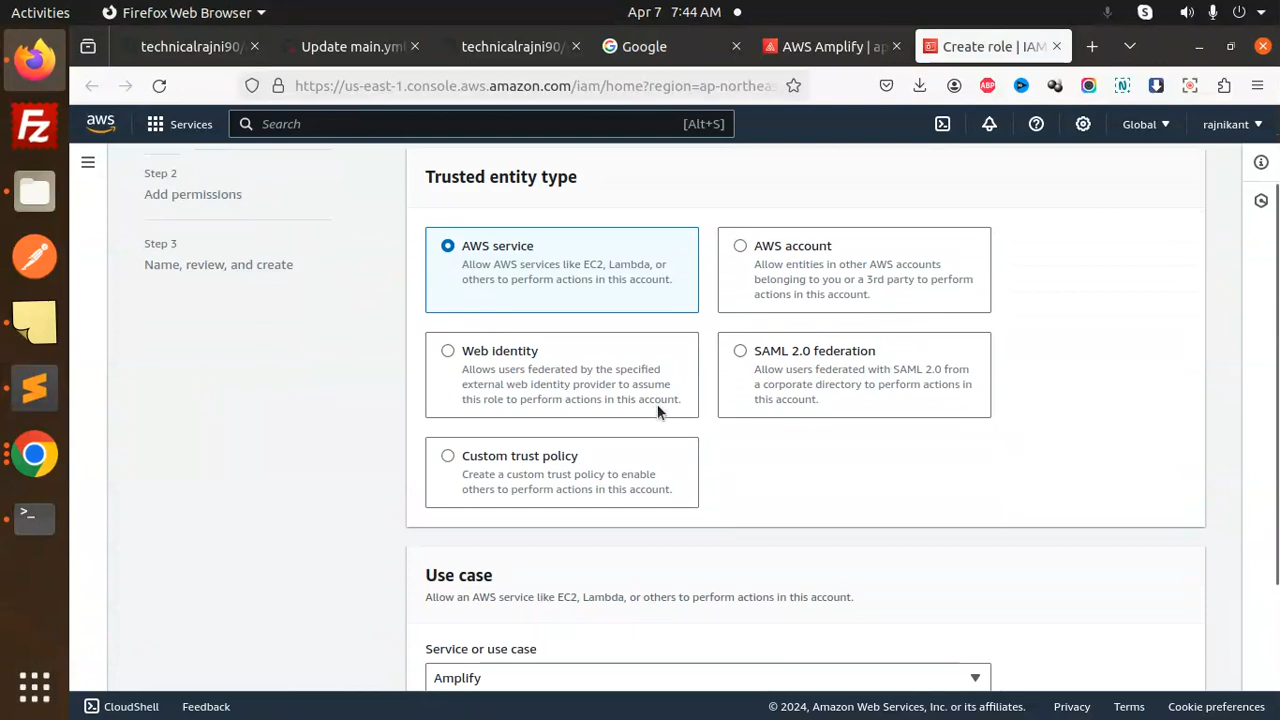 Activities
Firefox Web Browser
Apr 7 7:44 AM
technicalrajni90/
Update main.yml
technicalrajni90/
Google
AWS Amplify | ap
Create role | IAM
https://us-east-1.console.aws.amazon.com/iam/home?region=ap-northeas
aws
Services
Search
[Alt+S]
Global
rajnikant
Step 2
Add permissions
Step 3
Name, review, and create
Trusted entity type
AWS service
Allow AWS services like EC2, Lambda, or
others to perform actions in this account.
AWS account
Allow entities in other AWS accounts
belonging to you or a 3rd party to perform
actions in this account.
Web identity
Allows users federated by the specified
external web identity provider to assume
this role to perform actions in this account.
SAML 2.0 federation
Allow users federated with SAML 2.0 from
a corporate directory to perform actions in
this account.
Custom trust policy
Create a custom trust policy to enable
others to perform actions in this account.
Use case
Allow an AWS service like EC2, Lambda, or others to perform actions in this account.
Service or use case
Amplify
CloudShell
Feedback
© 2024, Amazon Web Services, Inc. or its affiliates.
Privacy
Terms
Cookie preferences